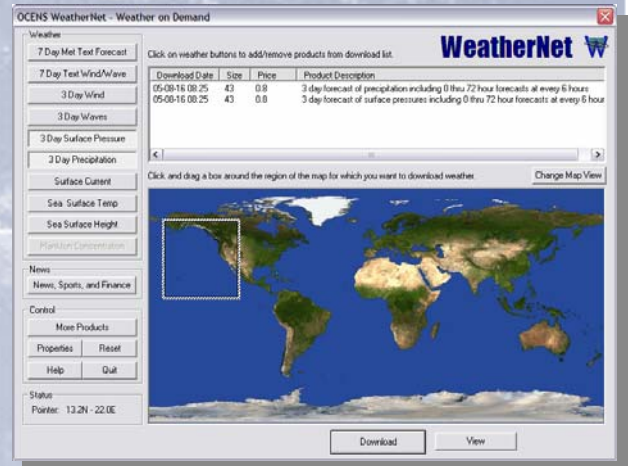 OCENS WeatherNet - Weather on Demand
Weather
7 Day Met Text Forecast
7 Day Text Wind/Wave
3 Day Wind
3 Day Waves
3 Day Surface Pressure
3 Day Precipitation
Surface Current
Sea Surface Temp
Sea Surface Height
Plankton Concentration
News
News, Sports, and Finance
Control
More Products
Properties Reset
Help Quit
Status
Pointer: 13.2N - 22.0E
Click on weather buttons to add/remove products from download list.
WeatherNet W
Download Date Size Price Product Description
05-08-16 08:25 43 0.8 3 day forecast of precipitation including 0 thru 72 hour forecasts at every 6 hours
05-08-16 08:25 43 0.8 3 day forecast of surface pressures including 0 thru 72 hour forecasts at every 6 hour
Click and drag a box around the region of the map for which you want to download weather.
Change Map View
Download View